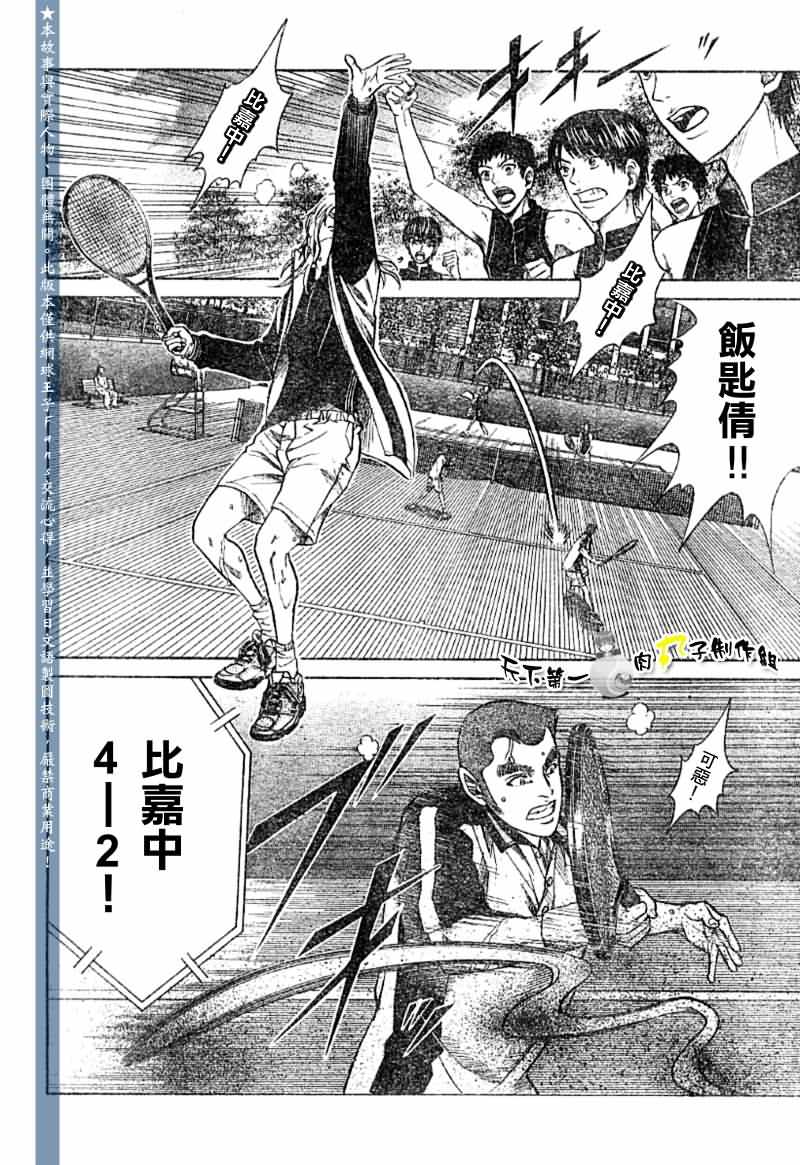 比嘉中！
比嘉中！
飯匙倩!!
可惡！
比嘉中
4—2！
天下第一
肉丸子制作組
★本故事與實際人物、團體無關。此版本僅供網球王子Fans交流心得，並學習日文語製圖技術，嚴禁商業用途！